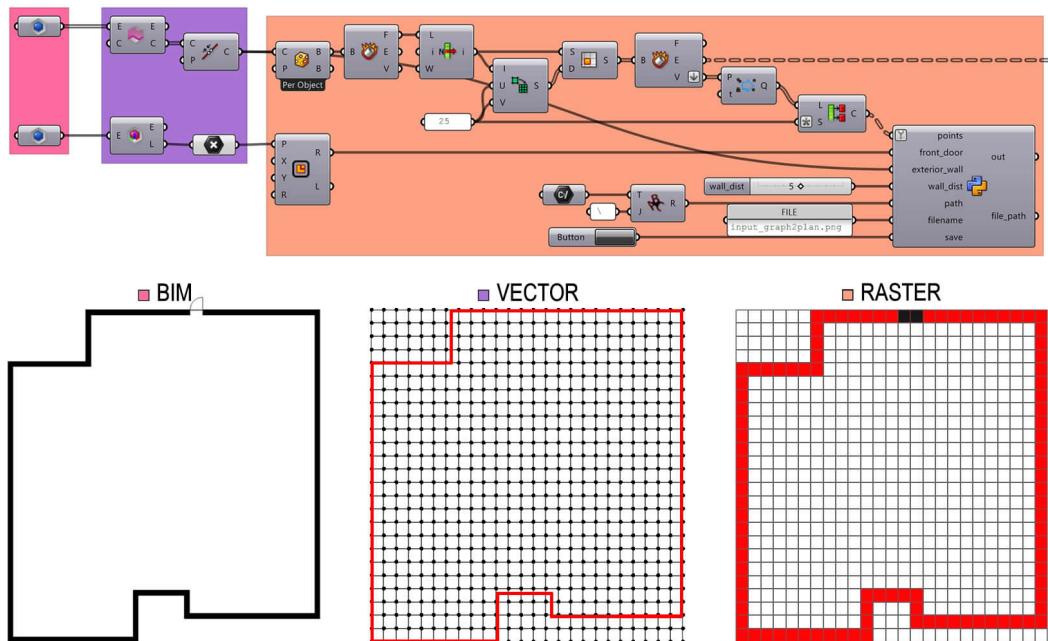 E E
C C
C C
P
C B
P B
Per Object
B F
E
V
L
i N i
W
I
U S
V
25
S S
D
B F
E
V
P Q
t
L C
S
E E
L
P
X R
Y
R L
C:/
\
T R
J
Button
wall_dist 5
FILE
input_graph2plan.png
Y points
front_door out
exterior_wall
wall_dist
path
filename file_path
save
BIM VECTOR RASTER